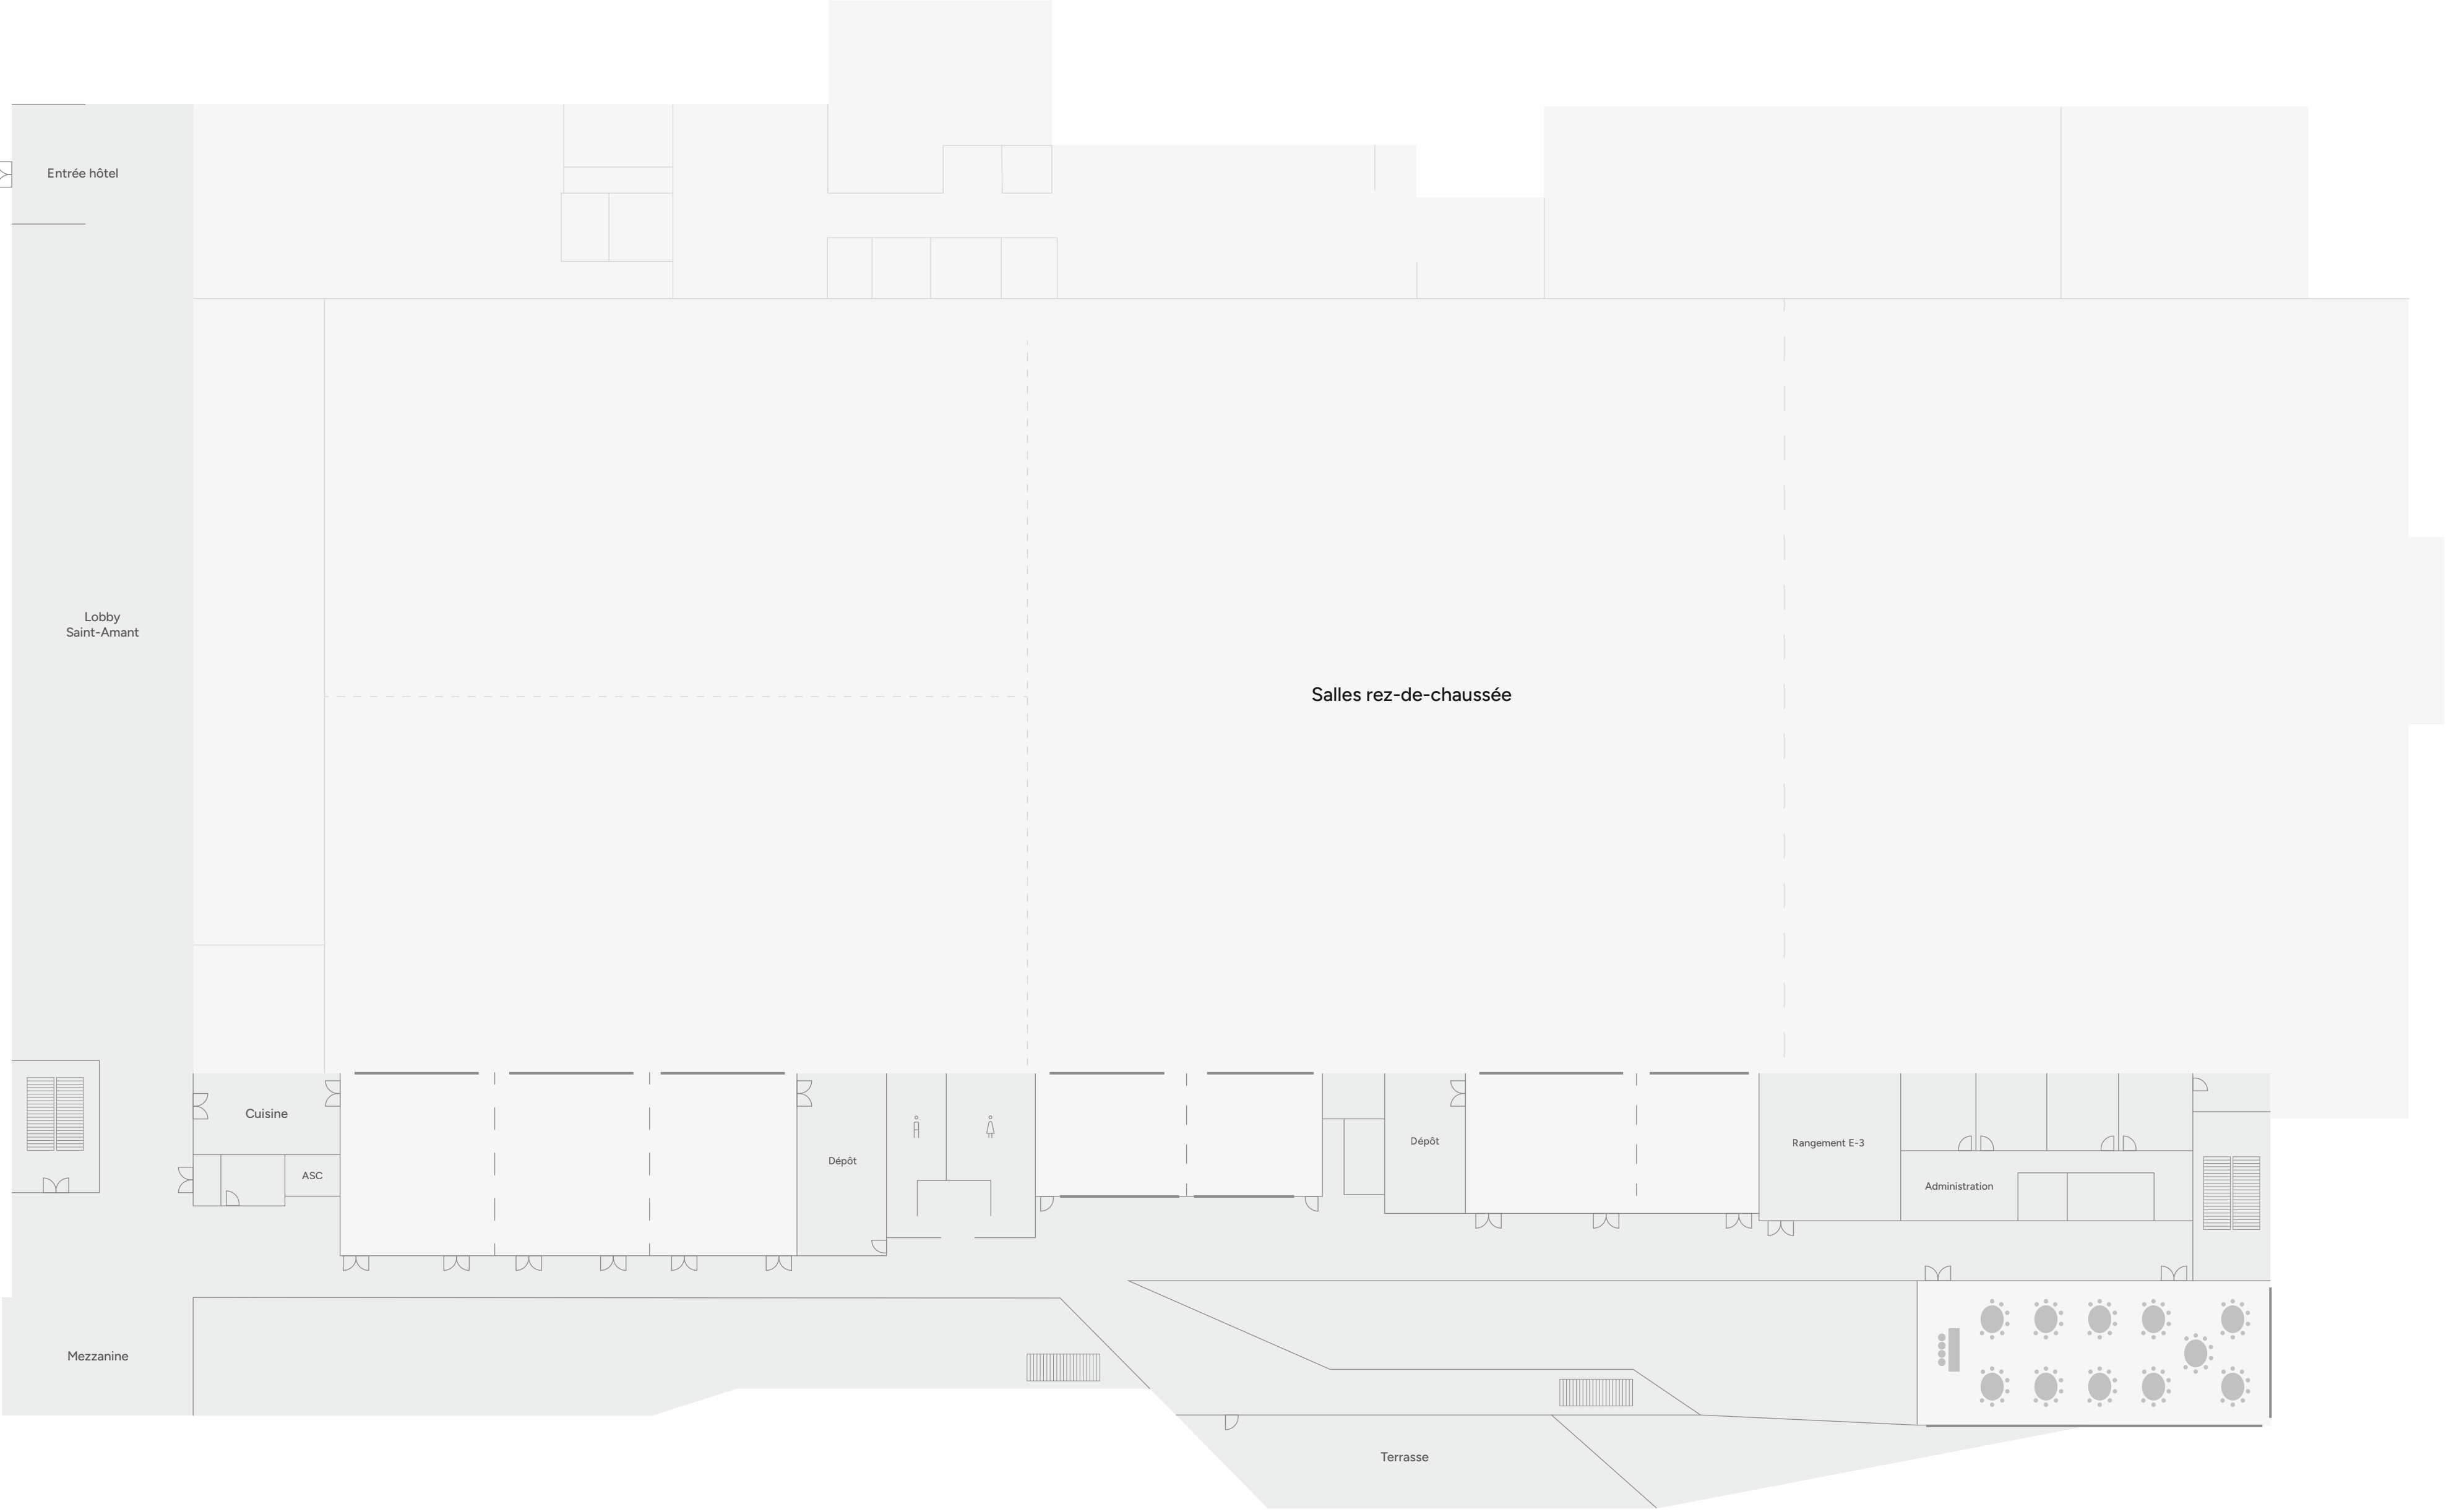 Entrée hôtel
Lobby
Saint-Amant
Salles rez-de-chaussée
Cuisine
ASC
Dépôt
Dépôt
Rangement E-3
Administration
Mezzanine
Terrasse